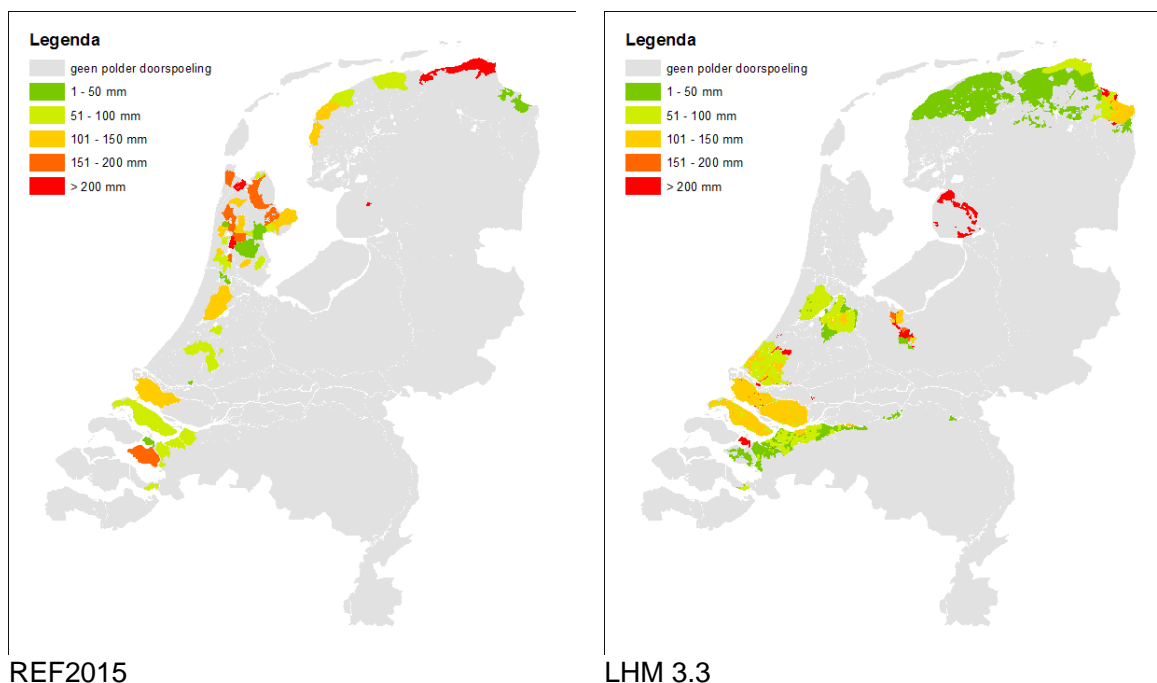 Legenda
geen polder doorspoeling
1 - 50 mm
51 - 100 mm
101 - 150 mm
151 - 200 mm
> 200 mm
REF2015
Legenda
geen polder doorspoeling
1 - 50 mm
51 - 100 mm
101 - 150 mm
151 - 200 mm
> 200 mm
LHM 3.3